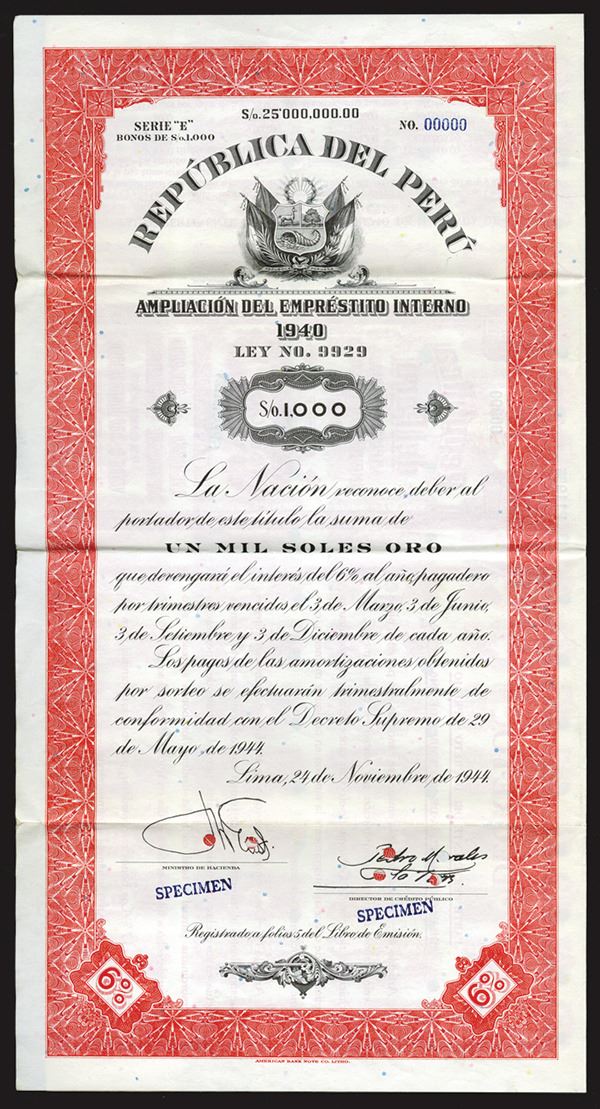 S/o.25'000,000.00
SERIE "E"
BONOS DE S/o.1,000
NO. 00000
REPÚBLICA DEL PERÚ
AMPLIACIÓN DEL EMPRÉSTITO INTERNO
1940
LEY NO. 9929
S/o.1,000
La Nación, reconoce, deber, al
portador, de este título, la suma de
UN MIL SOLES ORO
que devengará el interés del 6% al año, pagadero
por trimestres vencidos el 3 de Marzo, 3 de Junio,
3, de Setiembre y 3, de Diciembre de cada año.
Los pagos de las amortizaciones obtenidos
por sorteo se efectuarán trimestralmente de
conformidad con el Decreto Supremo de 29
de Mayo, de 1944.
Lima, 24 de Noviembre, de 1944.
MINISTRO DE HACIENDA
SPECIMEN
DIRECTOR DE CRÉDITO PÚBLICO
SPECIMEN
Registrado a folios 5 del Libro de Emisión.
6%
6%
AMERICAN BANK NOTE CO. LITHO.